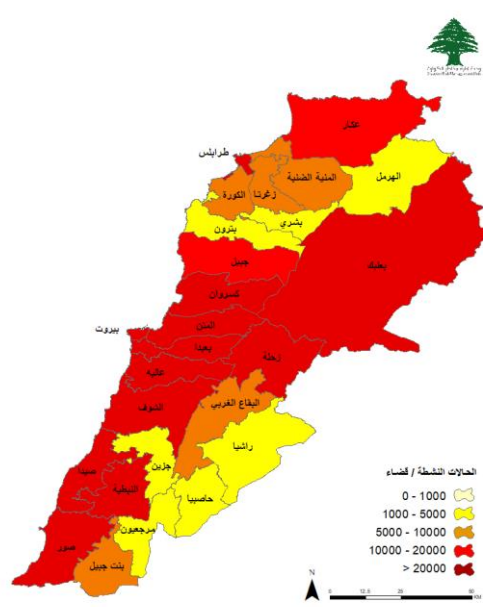 عكار
طرابلس
الهرمل
المنية الضنية
زغرتا
الكورة
بشري
بترون
جبيل
بعلبك
كسروان
المتن
بيروت
بعبدا
زحلة
عاليه
البقاع الغربي
الشوف
راشيا
جزين
صيدا
النبطية
حاصبيا
مرجعيون
صور
بنت جبيل
الحالات النشطة / قضاء
0 - 1000
1000 - 5000
5000 - 10000
10000 - 20000
> 20000
N
0 12.5 25 50
KM